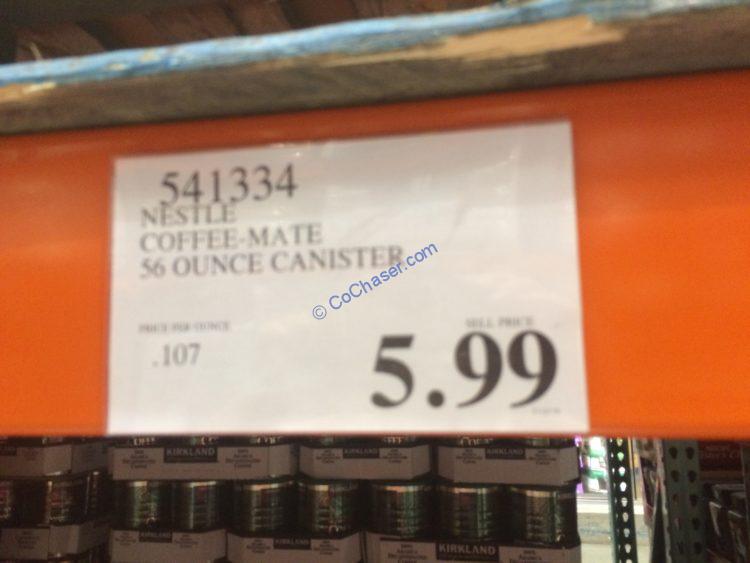 541334
NESTLE
COFFEE-MATE
56 OUNCE CANISTER
© CoChaser.com
PRICE PER OUNCE
SELL PRICE
.107
5.99
KIRKLAND
KIRKLAND
KIRKLAND
KIRKLAND